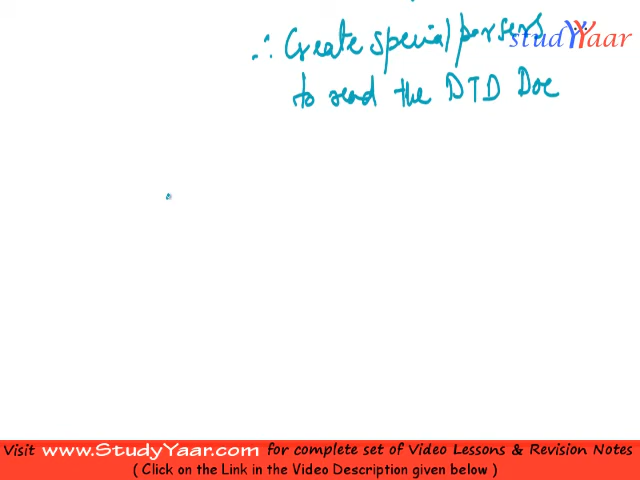 ∴ Create special parsers
studYYaar
to read the DTD Doc
Visit www.StudyYaar.com for complete set of Video Lessons & Revision Notes
( Click on the Link in the Video Description given below )